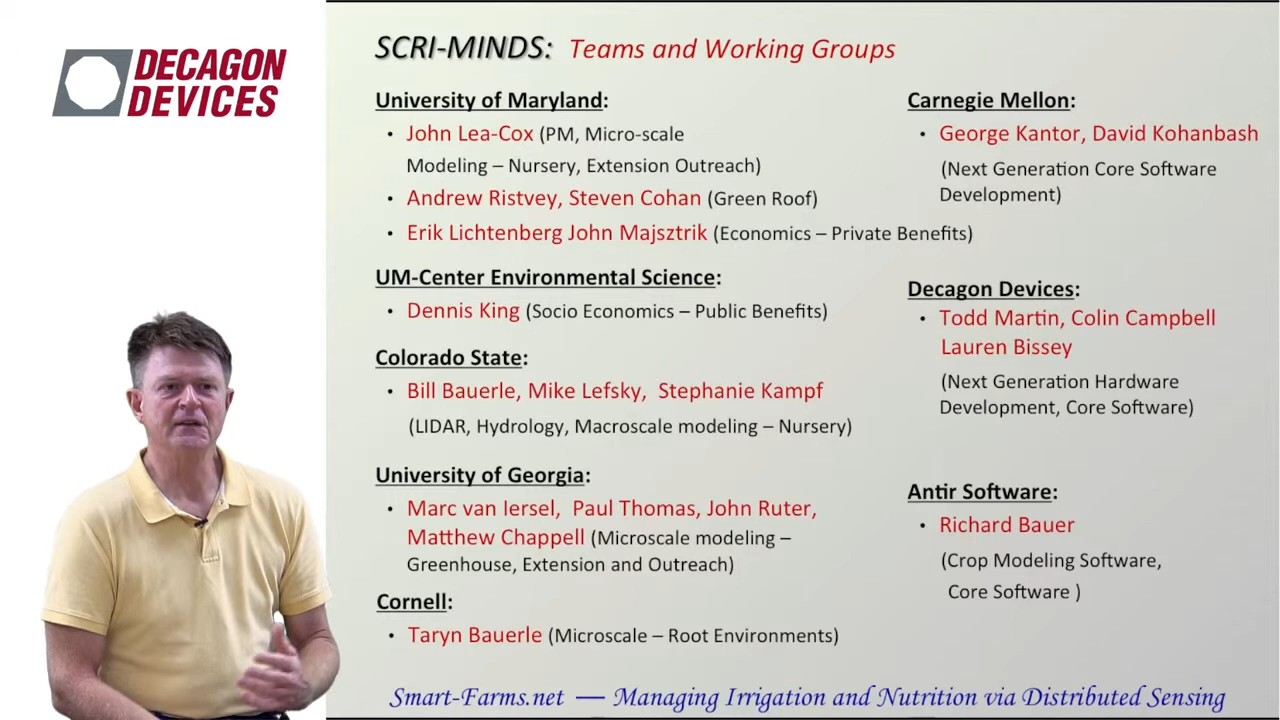 DECAGON
DEVICES
SCRI-MINDS: Teams and Working Groups
University of Maryland:
• John Lea-Cox (PM, Micro-scale
Modeling – Nursery, Extension Outreach)
• Andrew Ristvey, Steven Cohan (Green Roof)
• Erik Lichtenberg John Majsztrik (Economics – Private Benefits)
UM-Center Environmental Science:
• Dennis King (Socio Economics – Public Benefits)
Colorado State:
• Bill Bauerle, Mike Lefsky, Stephanie Kampf
(LIDAR, Hydrology, Macroscale modeling – Nursery)
University of Georgia:
• Marc van Iersel, Paul Thomas, John Ruter,
Matthew Chappell (Microscale modeling –
Greenhouse, Extension and Outreach)
Cornell:
• Taryn Bauerle (Microscale – Root Environments)
Carnegie Mellon:
• George Kantor, David Kohanbash
(Next Generation Core Software
Development)
Decagon Devices:
• Todd Martin, Colin Campbell
Lauren Bissey
(Next Generation Hardware
Development, Core Software)
Antir Software:
• Richard Bauer
(Crop Modeling Software,
Core Software )
Smart-Farms.net — Managing Irrigation and Nutrition via Distributed Sensing